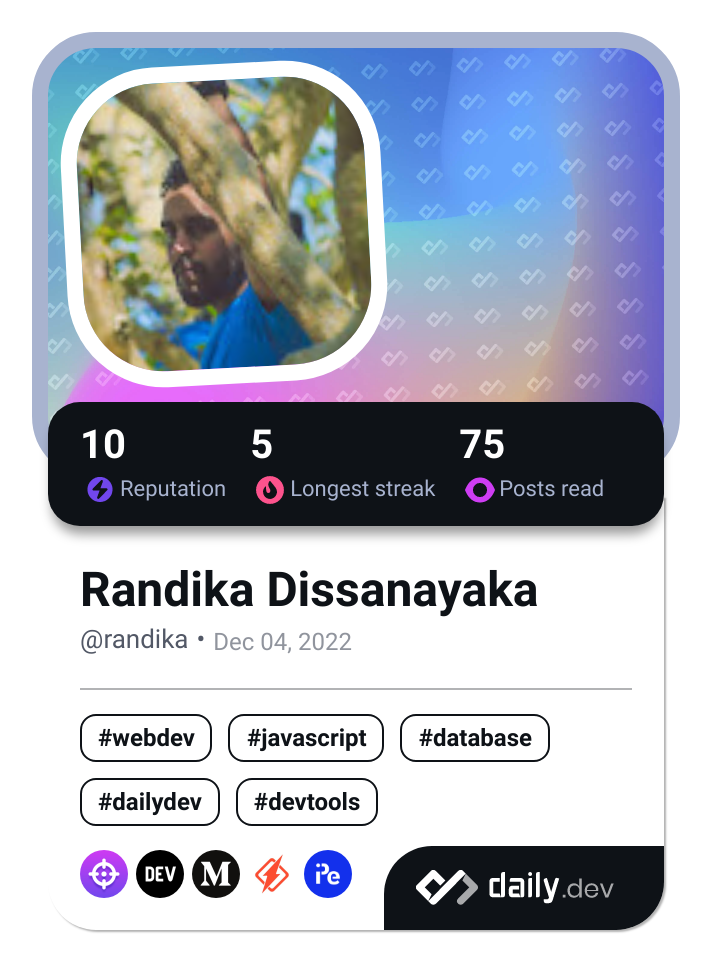 10 5 75
Reputation Longest streak Posts read
Randika Dissanayaka
@randika • Dec 04, 2022
#webdev #javascript #database
#dailydev #devtools
DEV M
daily.dev